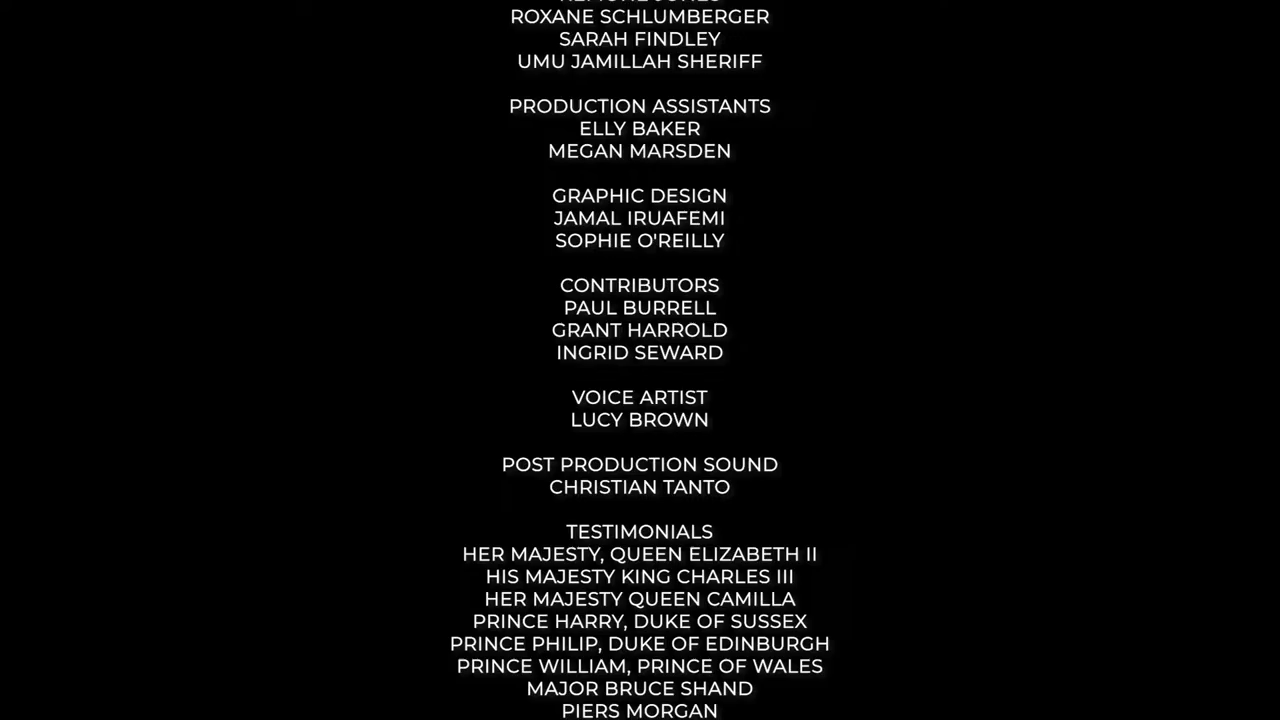 ROXANE SCHLUMBERGER
SARAH FINDLEY
UMU JAMILLAH SHERIFF
PRODUCTION ASSISTANTS
ELLY BAKER
MEGAN MARSDEN
GRAPHIC DESIGN
JAMAL IRUAFEMI
SOPHIE O'REILLY
CONTRIBUTORS
PAUL BURRELL
GRANT HARROLD
INGRID SEWARD
VOICE ARTIST
LUCY BROWN
POST PRODUCTION SOUND
CHRISTIAN TANTO
TESTIMONIALS
HER MAJESTY, QUEEN ELIZABETH II
HIS MAJESTY KING CHARLES III
HER MAJESTY QUEEN CAMILLA
PRINCE HARRY, DUKE OF SUSSEX
PRINCE PHILIP, DUKE OF EDINBURGH
PRINCE WILLIAM, PRINCE OF WALES
MAJOR BRUCE SHAND
PIERS MORGAN